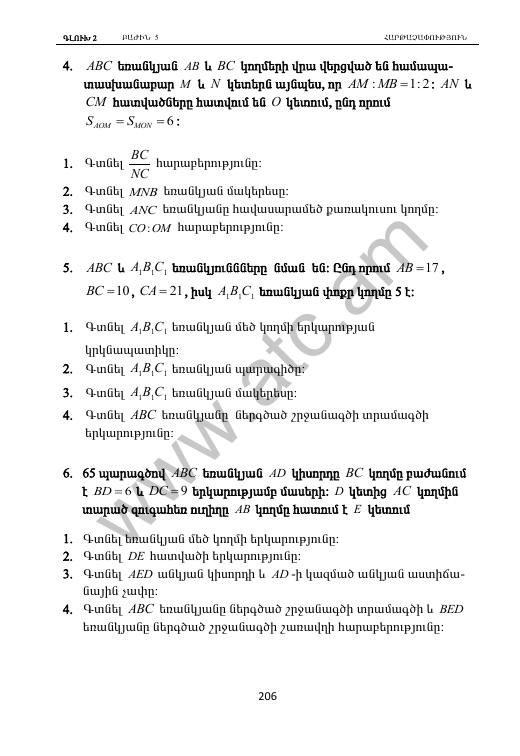 ԳԼՈՒԽ 2 ԲԱԺԻՆ 5 ՀԱՐԹԱՉԱՓՈՒԹՅՈՒՆ
4. ABC եռանկյան AB և BC կողմերի վրա վերցված են համապա-
տասխանաբար M և N կետերն այնպես, որ AM : MB = 1 : 2: AN և
CM հատվածները հատվում են O կետում, ընդ որում
S_AOM = S_MON = 6 :
1. Գտնել BC/NC հարաբերությունը:
2. Գտնել MNB եռանկյան մակերեսը:
3. Գտնել ANC եռանկյանը հավասարամեծ քառակուսու կողմը:
4. Գտնել CO : OM հարաբերությունը:
5. ABC և A₁B₁C₁ եռանկյունները նման են: Ընդ որում AB = 17 ,
BC = 10 , CA = 21 , իսկ A₁B₁C₁ եռանկյան փոքր կողմը 5 է:
1. Գտնել A₁B₁C₁ եռանկյան մեծ կողմի երկարության
կրկնապատիկը:
2. Գտնել A₁B₁C₁ եռանկյան պարագիծը:
3. Գտնել A₁B₁C₁ եռանկյան մակերեսը:
4. Գտնել ABC եռանկյանը ներգծած շրջանագծի տրամագծի
երկարությունը:
6. 65 պարագծով ABC եռանկյան AD կիսորդը BC կողմը բաժանում
է BD = 6 և DC = 9 երկարությամբ մասերի: D կետից AC կողմին
տարած զուգահեռ ուղիղը AB կողմը հատում է E կետում
1. Գտնել եռանկյան մեծ կողմի երկարությունը:
2. Գտնել DE հատվածի երկարությունը:
3. Գտնել AED անկյան կիսորդի և AD -ի կազմած անկյան աստիճա-
նային չափը:
4. Գտնել ABC եռանկյանը ներգծած շրջանագծի տրամագծի և BED
եռանկյանը ներգծած շրջանագծի շառավղի հարաբերությունը:
www.atc.am
206